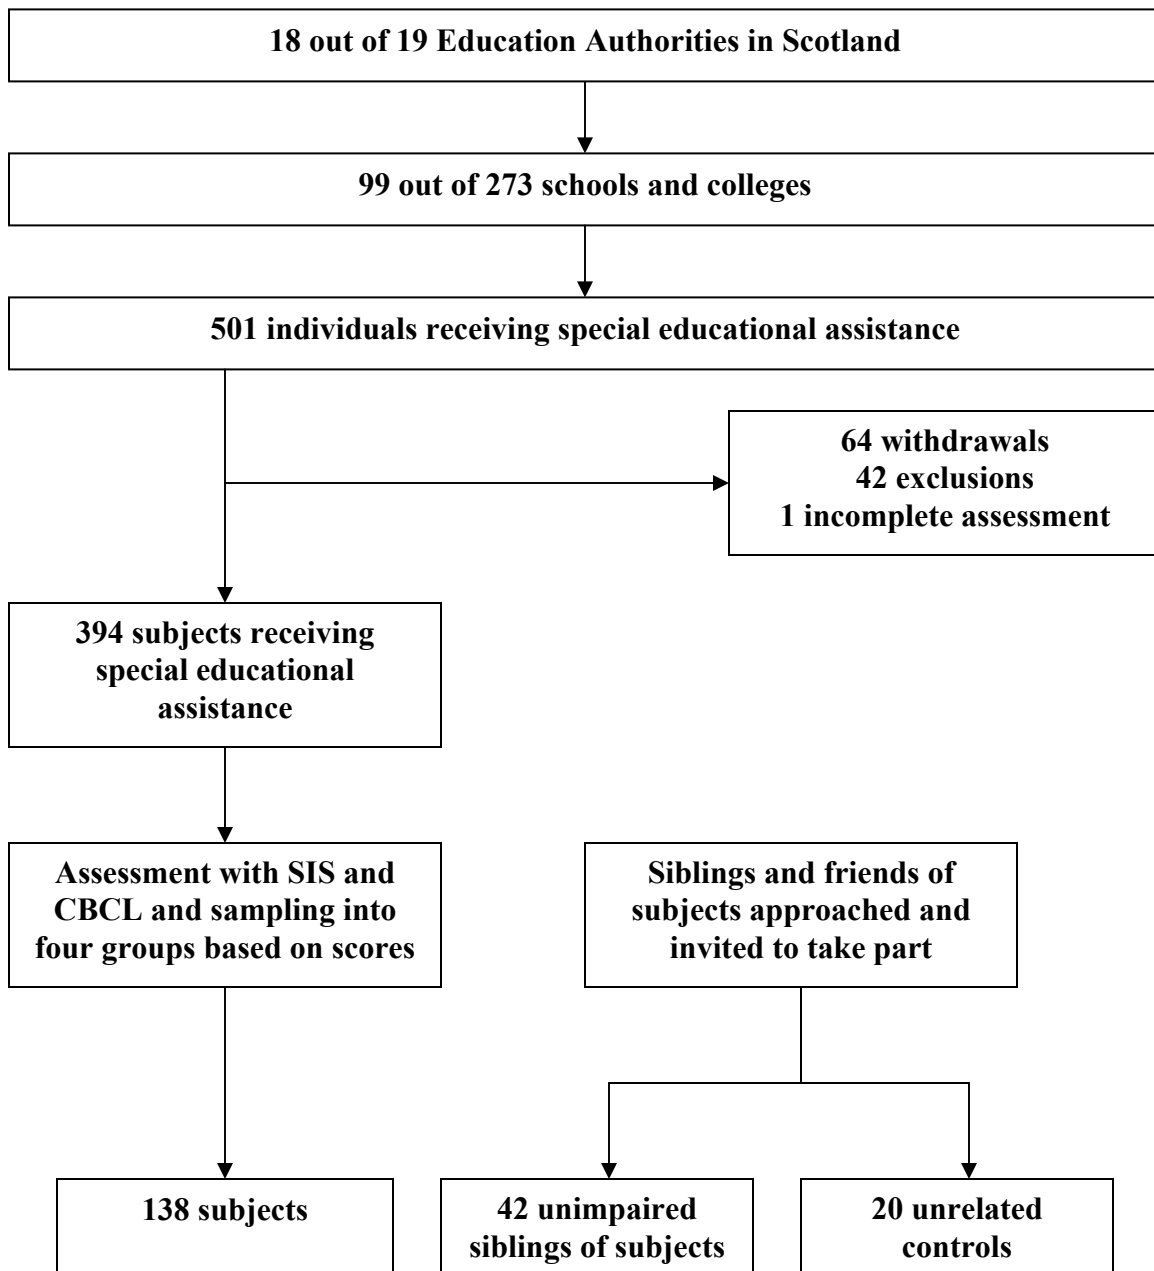 18 out of 19 Education Authorities in Scotland
99 out of 273 schools and colleges
501 individuals receiving special educational assistance
64 withdrawals
42 exclusions
1 incomplete assessment
394 subjects receiving
special educational
assistance
Assessment with SIS and
CBCL and sampling into
four groups based on scores
Siblings and friends of
subjects approached and
invited to take part
138 subjects
42 unimpaired
siblings of subjects
20 unrelated
controls